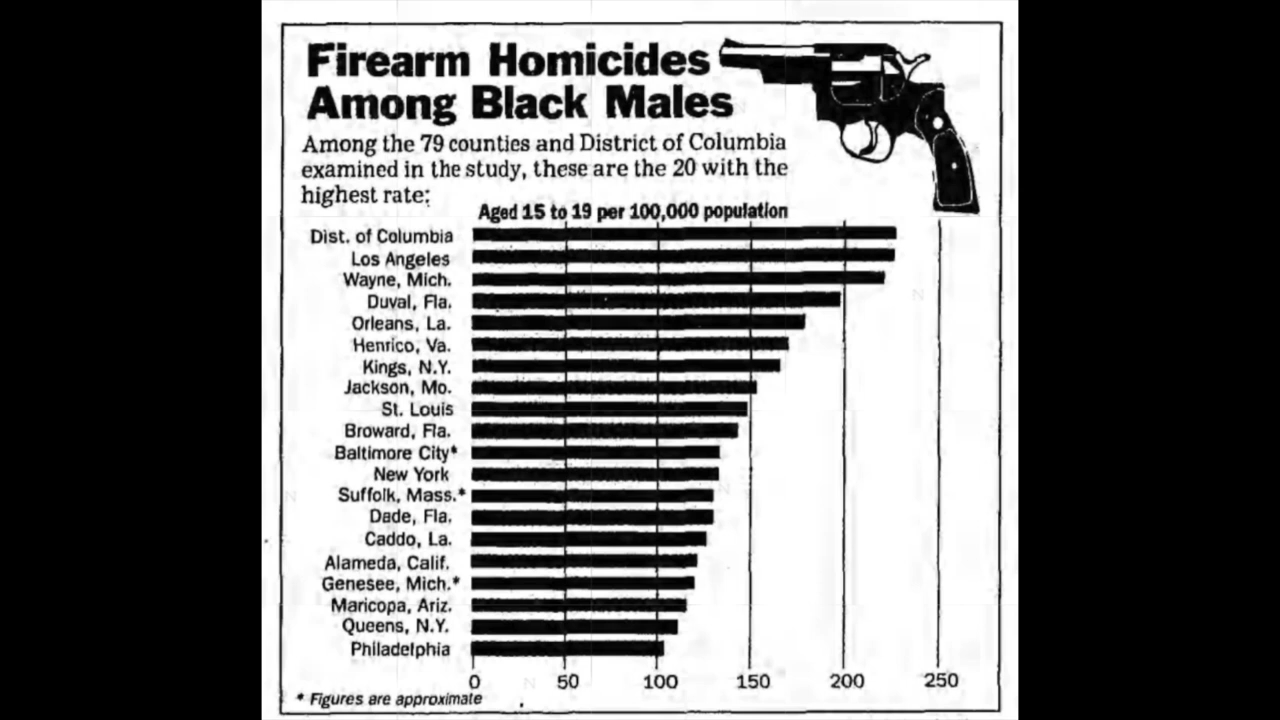 Firearm Homicides
Among Black Males
Among the 79 counties and District of Columbia
examined in the study, these are the 20 with the
highest rate:
Aged 15 to 19 per 100,000 population
Dist. of Columbia
Los Angeles
Wayne, Mich.
Duval, Fla.
Orleans, La.
Henrico, Va.
Kings, N.Y.
Jackson, Mo.
St. Louis
Broward, Fla.
Baltimore City*
New York
Suffolk, Mass.*
Dade, Fla.
Caddo, La.
Alameda, Calif.
Genesee, Mich.*
Maricopa, Ariz.
Queens, N.Y.
Philadelphia
0 50 100 150 200 250
* Figures are approximate